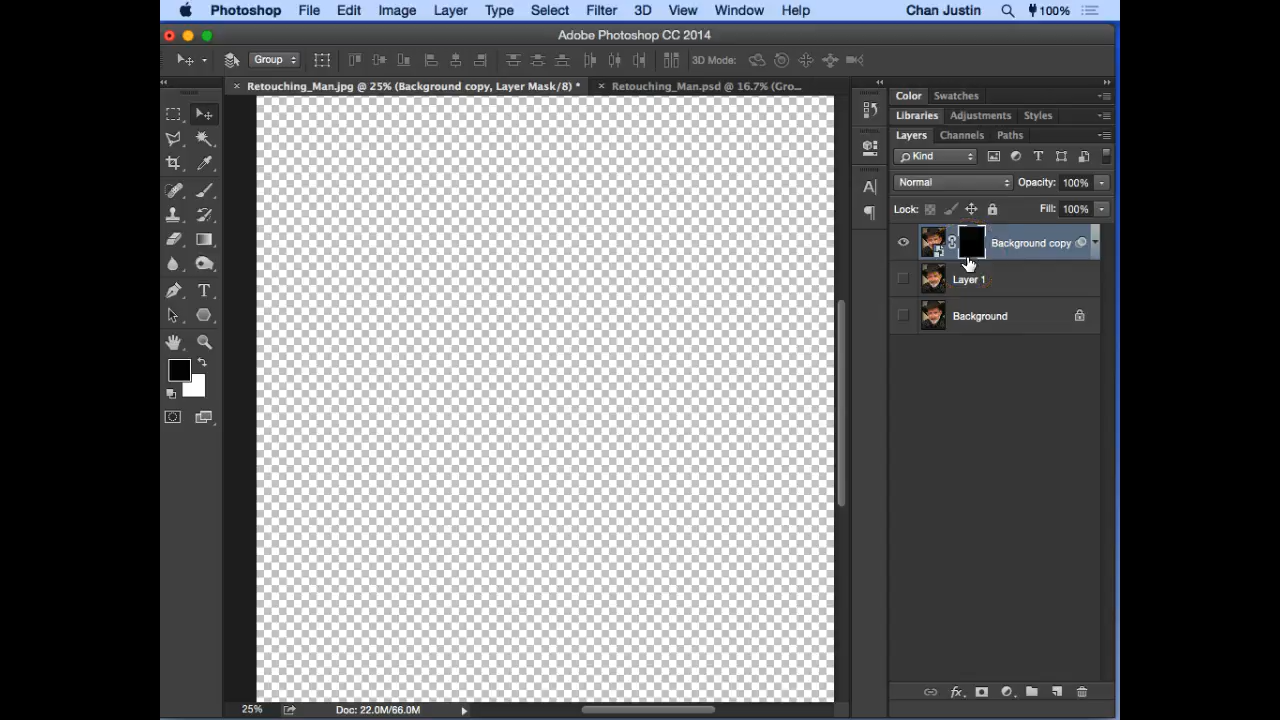 Photoshop File Edit Image Layer Type Select Filter 3D View Window Help Chan Justin 100%
Adobe Photoshop CC 2014
Group 3D Mode:
× Retouching_Man.jpg @ 25% (Background copy, Layer Mask/8) * × Retouching_Man.psd @ 16.7% (Gro...
Color Swatches
Libraries Adjustments Styles
Layers Channels Paths
Kind
Normal Opacity: 100%
Lock: Fill: 100%
Background copy
Layer 1
Background
25% Doc: 22.0M/66.0M